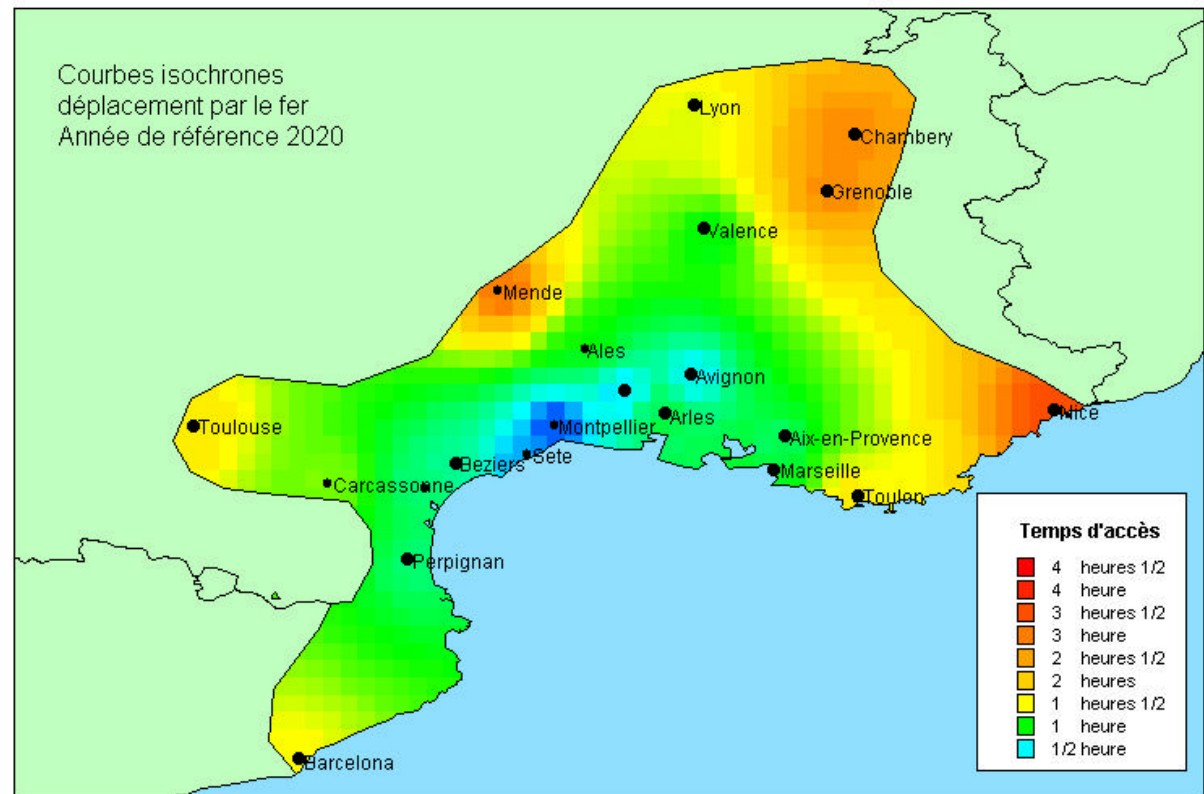 Courbes isochrones
déplacement par le fer
Année de référence 2020
Lyon
Chambery
Grenoble
Valence
Mende
Ales
Avignon
Arles
Toulouse
Montpellier
Aix-en-Provence
Nice
Beziers
Sete
Marseille
Carcassonne
Toulon
Perpignan
Barcelona
Temps d'accès
4 heures 1/2
4 heure
3 heures 1/2
3 heure
2 heures 1/2
2 heures
1 heures 1/2
1 heure
1/2 heure